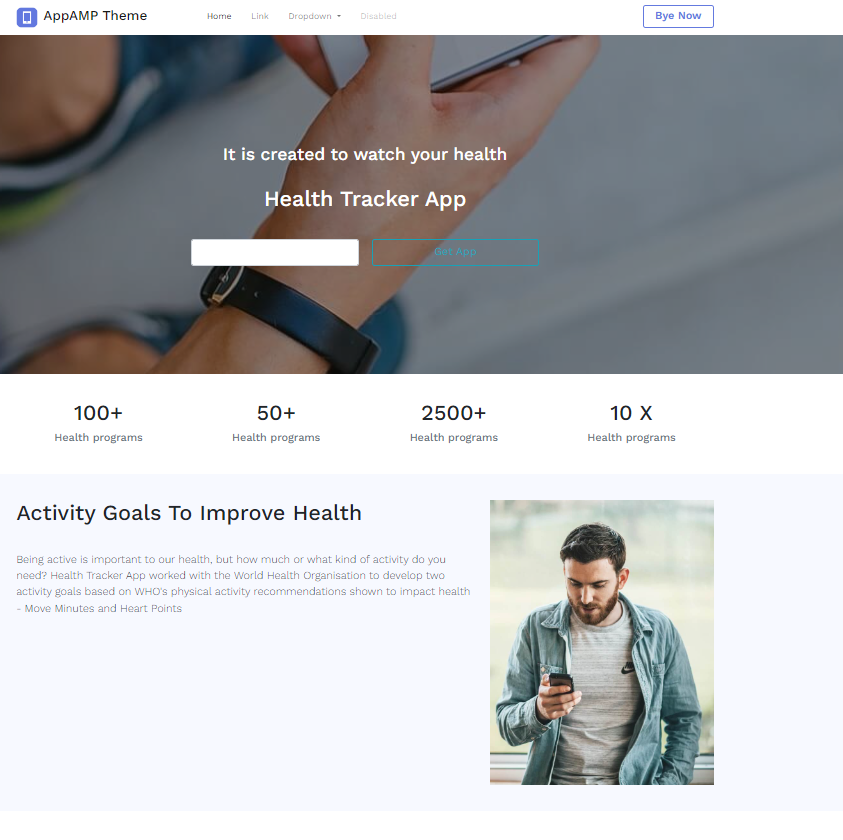 AppAMP Theme
Home Link Dropdown Disabled
Bye Now
It is created to watch your health
Health Tracker App
Get App
100+ 50+ 2500+ 10 X
Health programs Health programs Health programs Health programs
Activity Goals To Improve Health
Being active is important to our health, but how much or what kind of activity do you
need? Health Tracker App worked with the World Health Organisation to develop two
activity goals based on WHO's physical activity recommendations shown to impact health
- Move Minutes and Heart Points